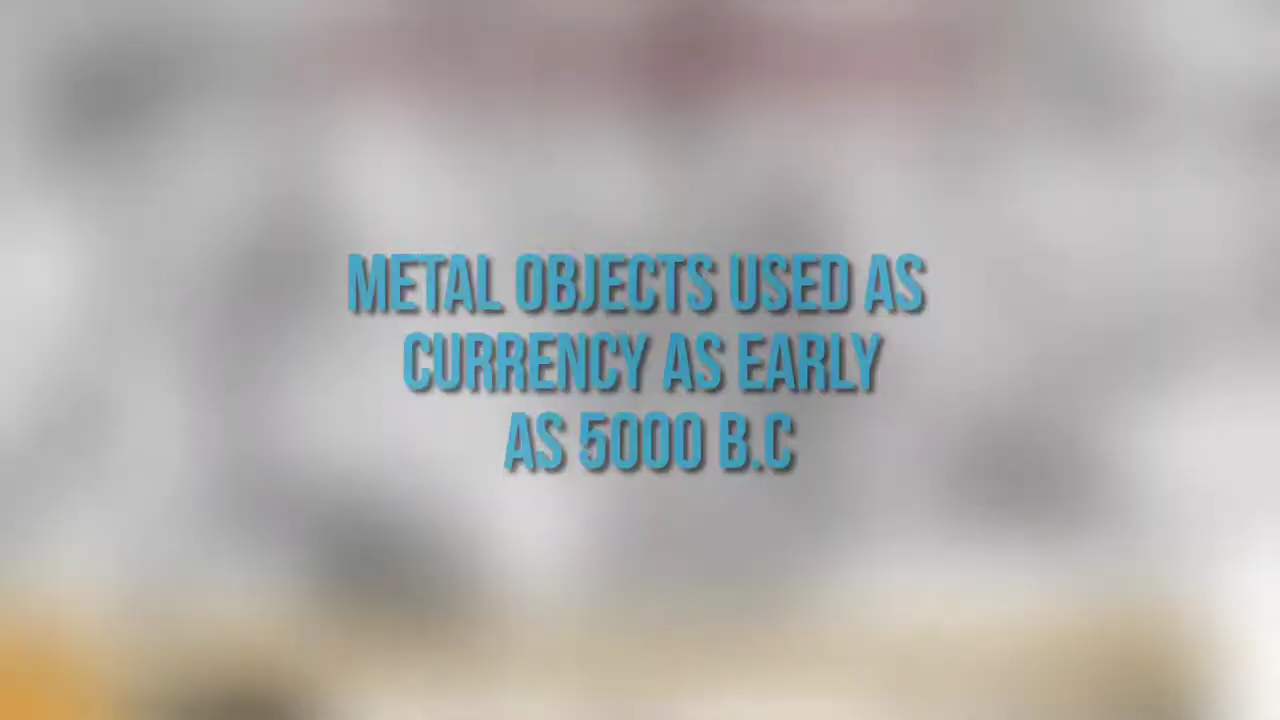 METAL OBJECTS USED AS
CURRENCY AS EARLY
AS 5000 B.C